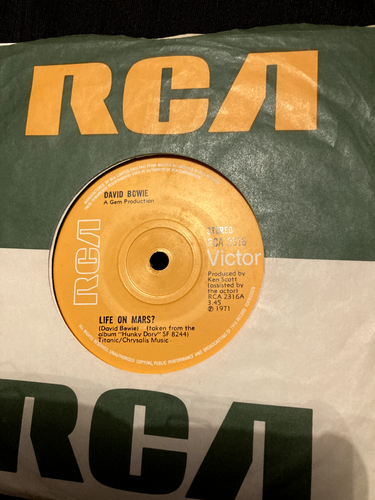 RCA
DAVID BOWIE
A Gem Production
STEREO
RCA 2316
Victor
RCA
Produced by
Ken Scott
(assisted by
the actor)
RCA 2316A
3.45
℗ 1971
LIFE ON MARS?
(David Bowie) (taken from the
album "Hunky Dory" SF 8244)
Titanic/Chrysalis Music
RCA